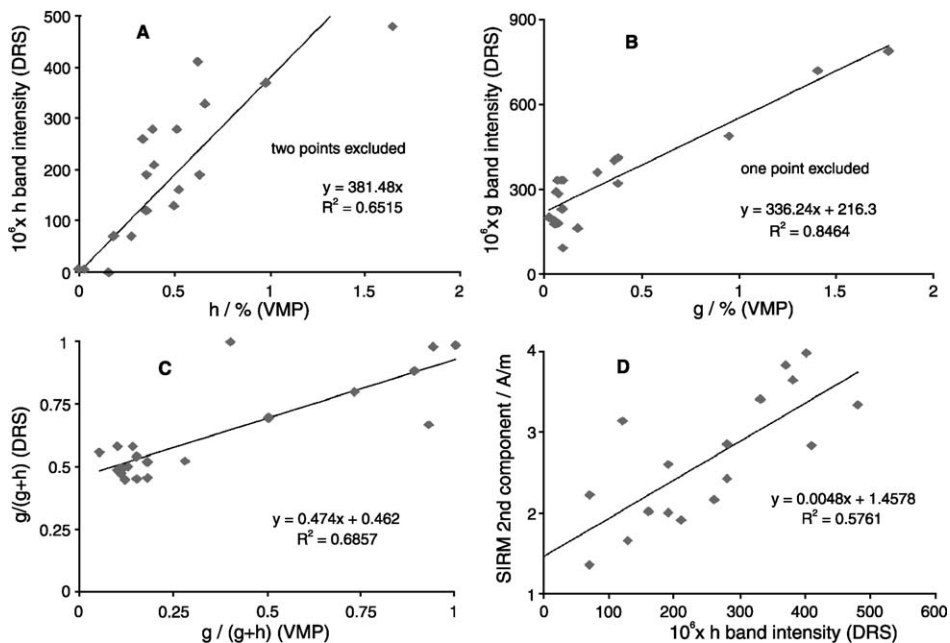 A
10⁶x h band intensity (DRS)
500
400
300
200
100
0
two points excluded
y = 381.48x
R² = 0.6515
0
0.5
1
1.5
2
h / % (VMP)
B
10⁶x g band intensity (DRS)
900
600
300
0
one point excluded
y = 336.24x + 216.3
R² = 0.8464
0
0.5
1
1.5
2
g / % (VMP)
C
g/(g+h) (DRS)
1
0.75
0.5
0.25
0
y = 0.474x + 0.462
R² = 0.6857
0
0.25
0.5
0.75
1
g / (g+h) (VMP)
D
SIRM 2nd component / A/m
4
3
2
1
y = 0.0048x + 1.4578
R² = 0.5761
0
100
200
300
400
500
600
10⁶x h band intensity (DRS)